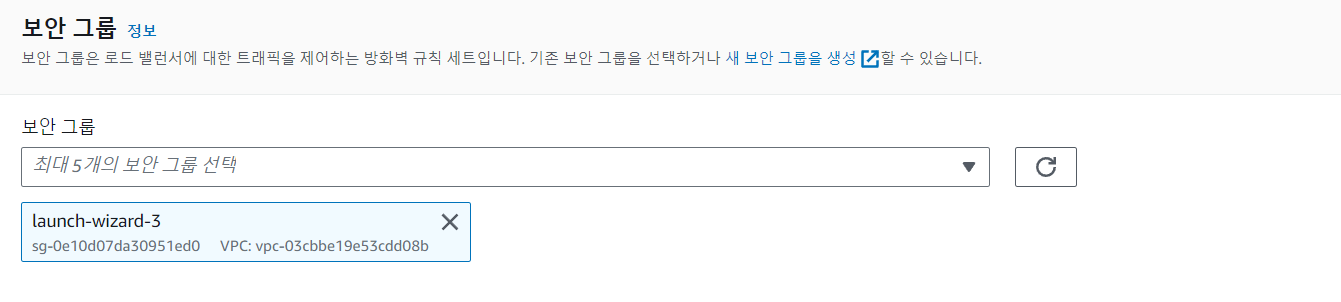 보안 그룹 정보
보안 그룹은 로드 밸런서에 대한 트래픽을 제어하는 방화벽 규칙 세트입니다. 기존 보안 그룹을 선택하거나 새 보안 그룹을 생성할 수 있습니다.
보안 그룹
최대 5개의 보안 그룹 선택
launch-wizard-3
sg-0e10d07da30951ed0 VPC: vpc-03cbbe19e53cdd08b